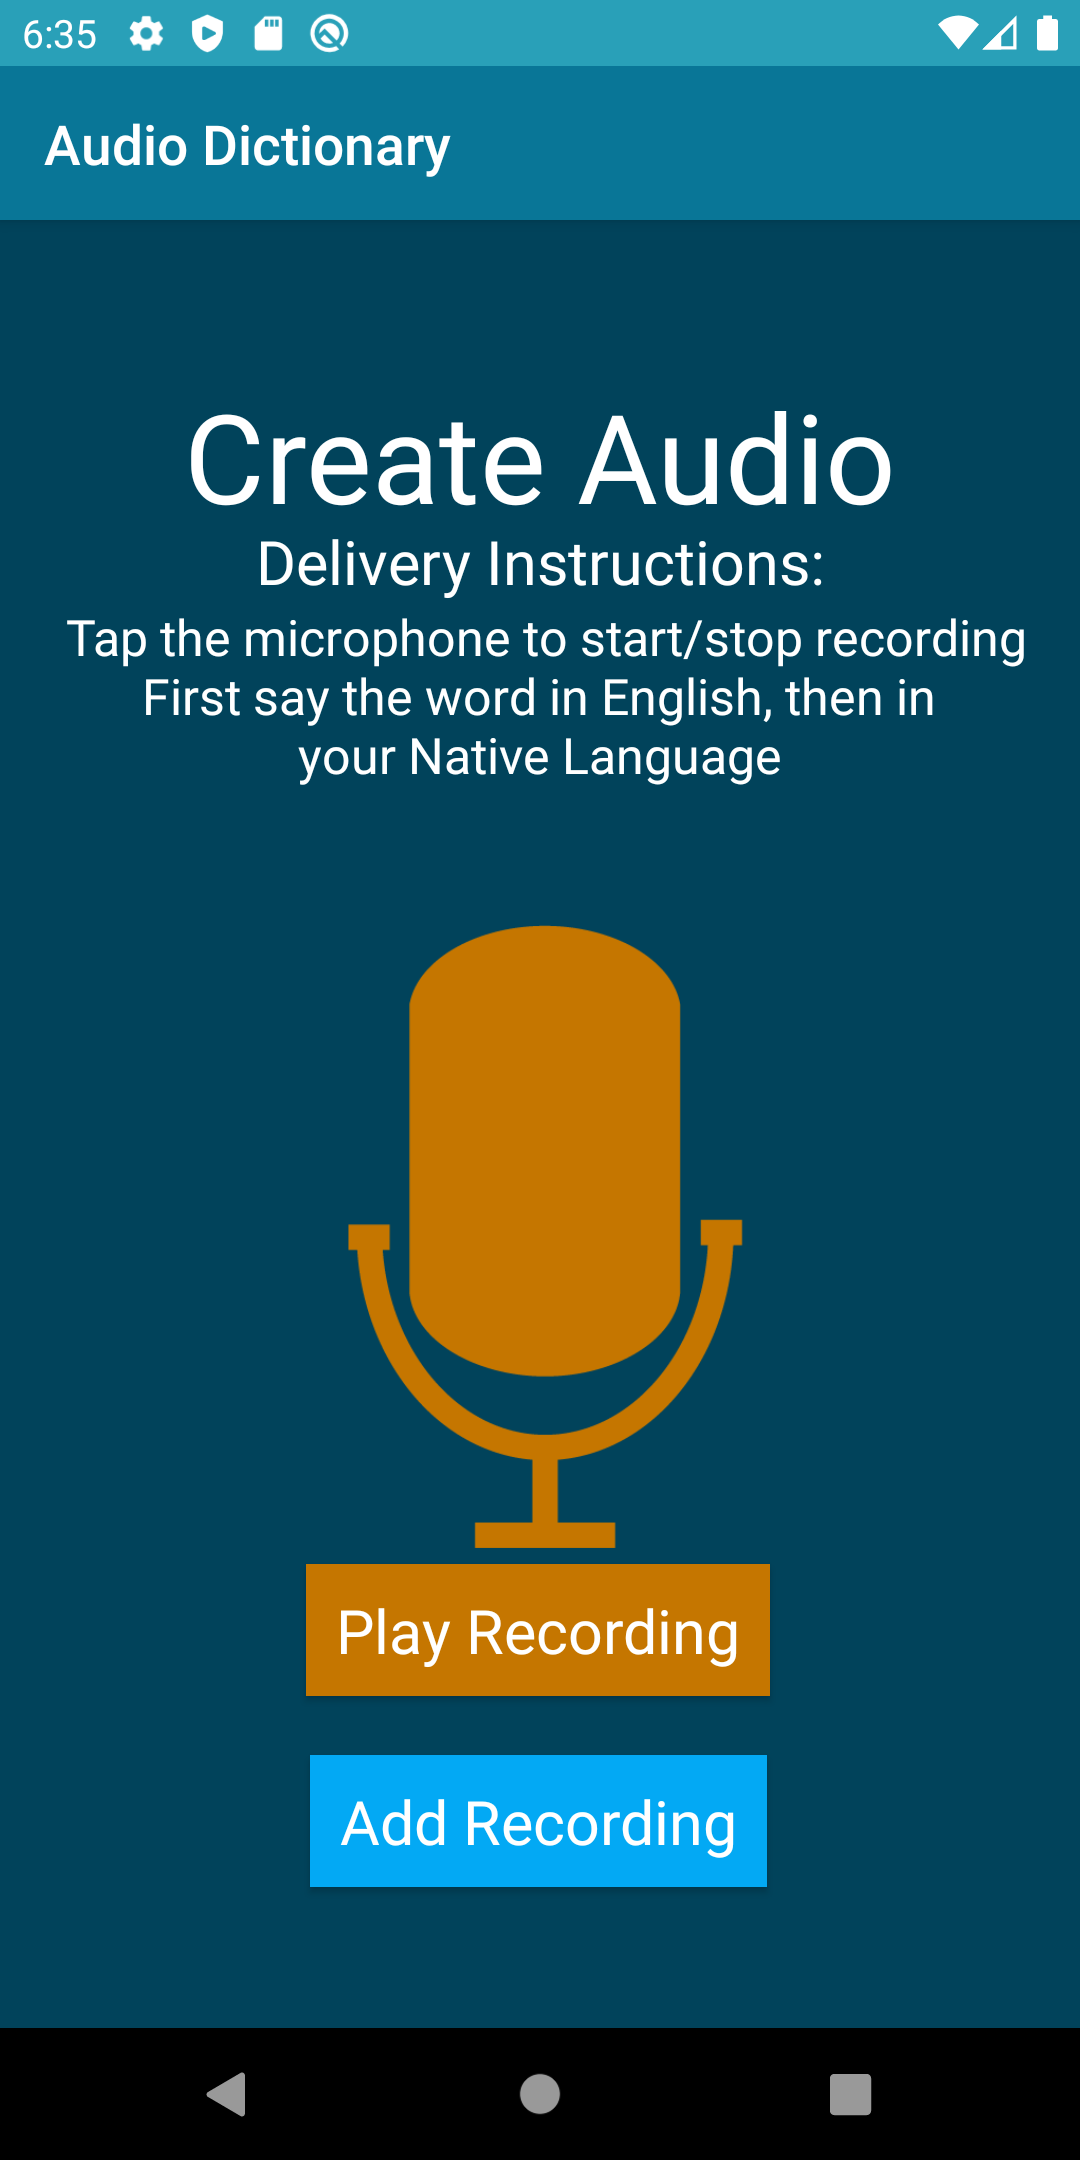 6:35
Audio Dictionary
Create Audio
Delivery Instructions:
Tap the microphone to start/stop recording
First say the word in English, then in
your Native Language
Play Recording
Add Recording